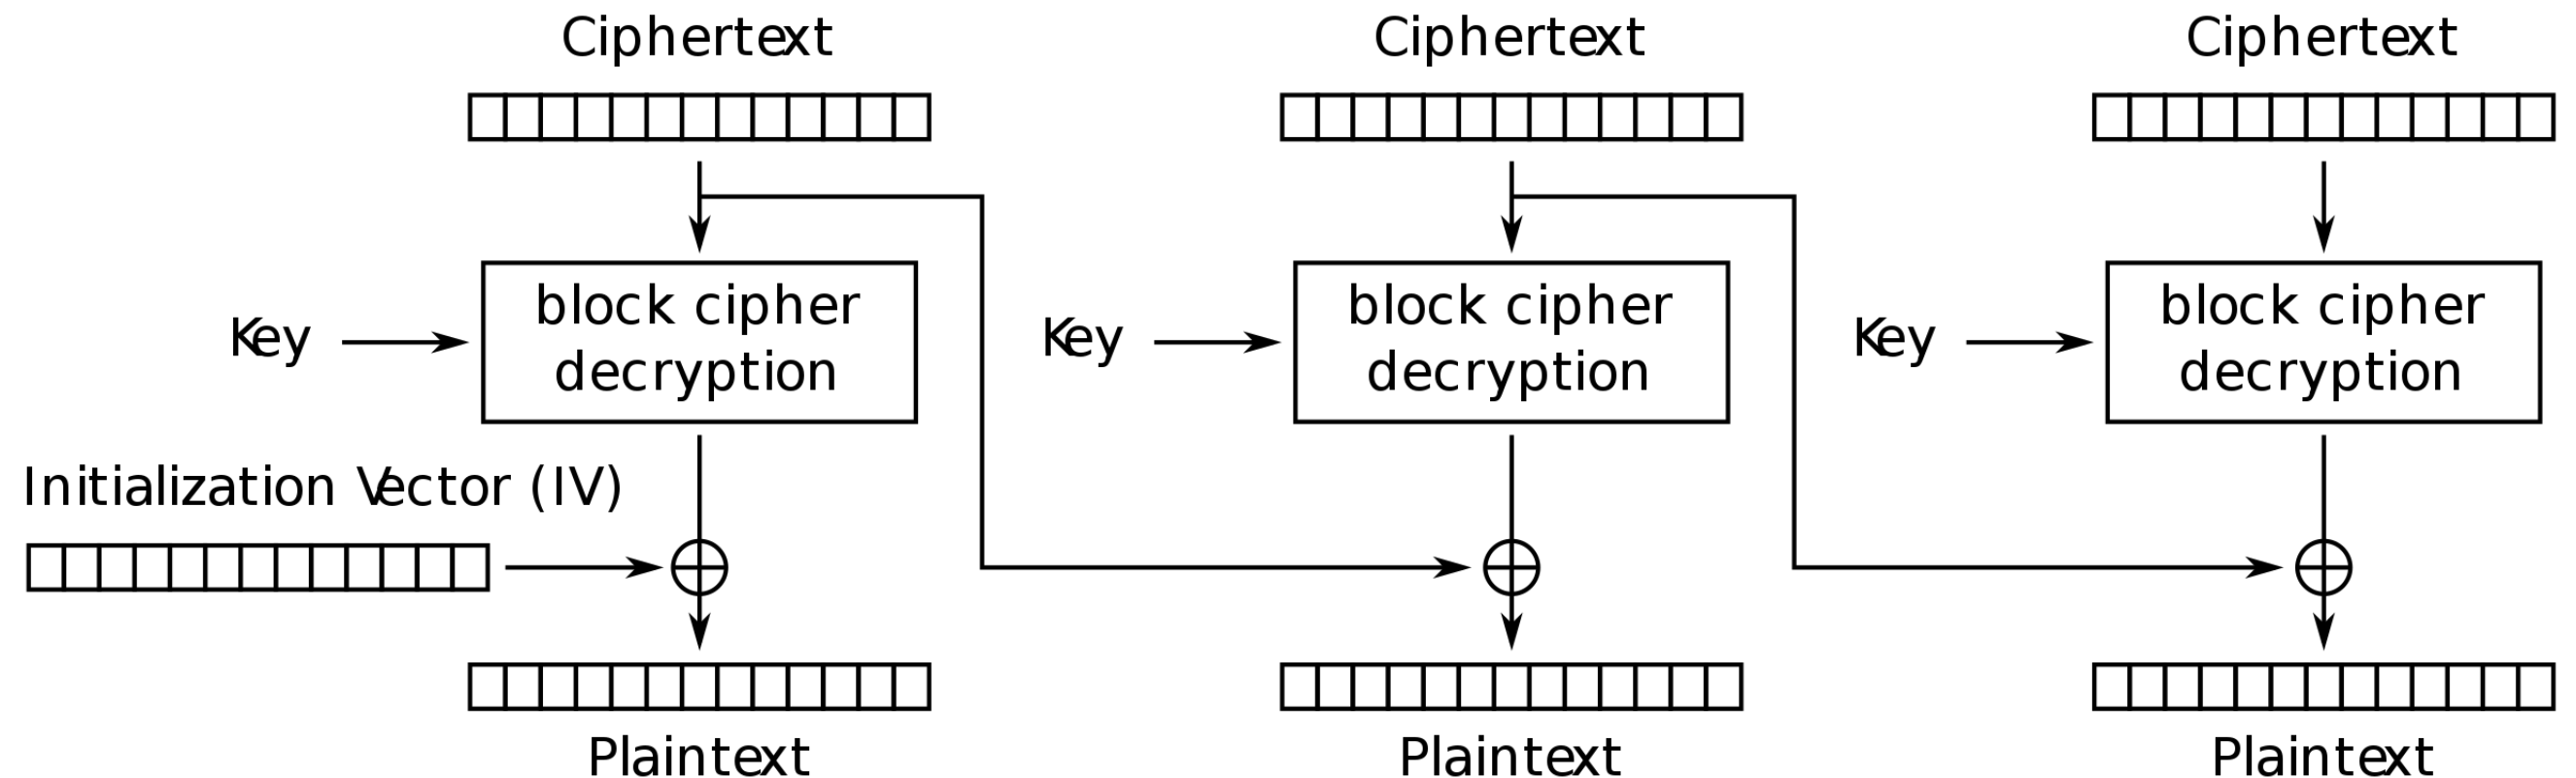 Ciphertext
Ciphertext
Ciphertext
Key
block cipher
decryption
Key
block cipher
decryption
Key
block cipher
decryption
Initialization Vector (IV)
Plaintext
Plaintext
Plaintext